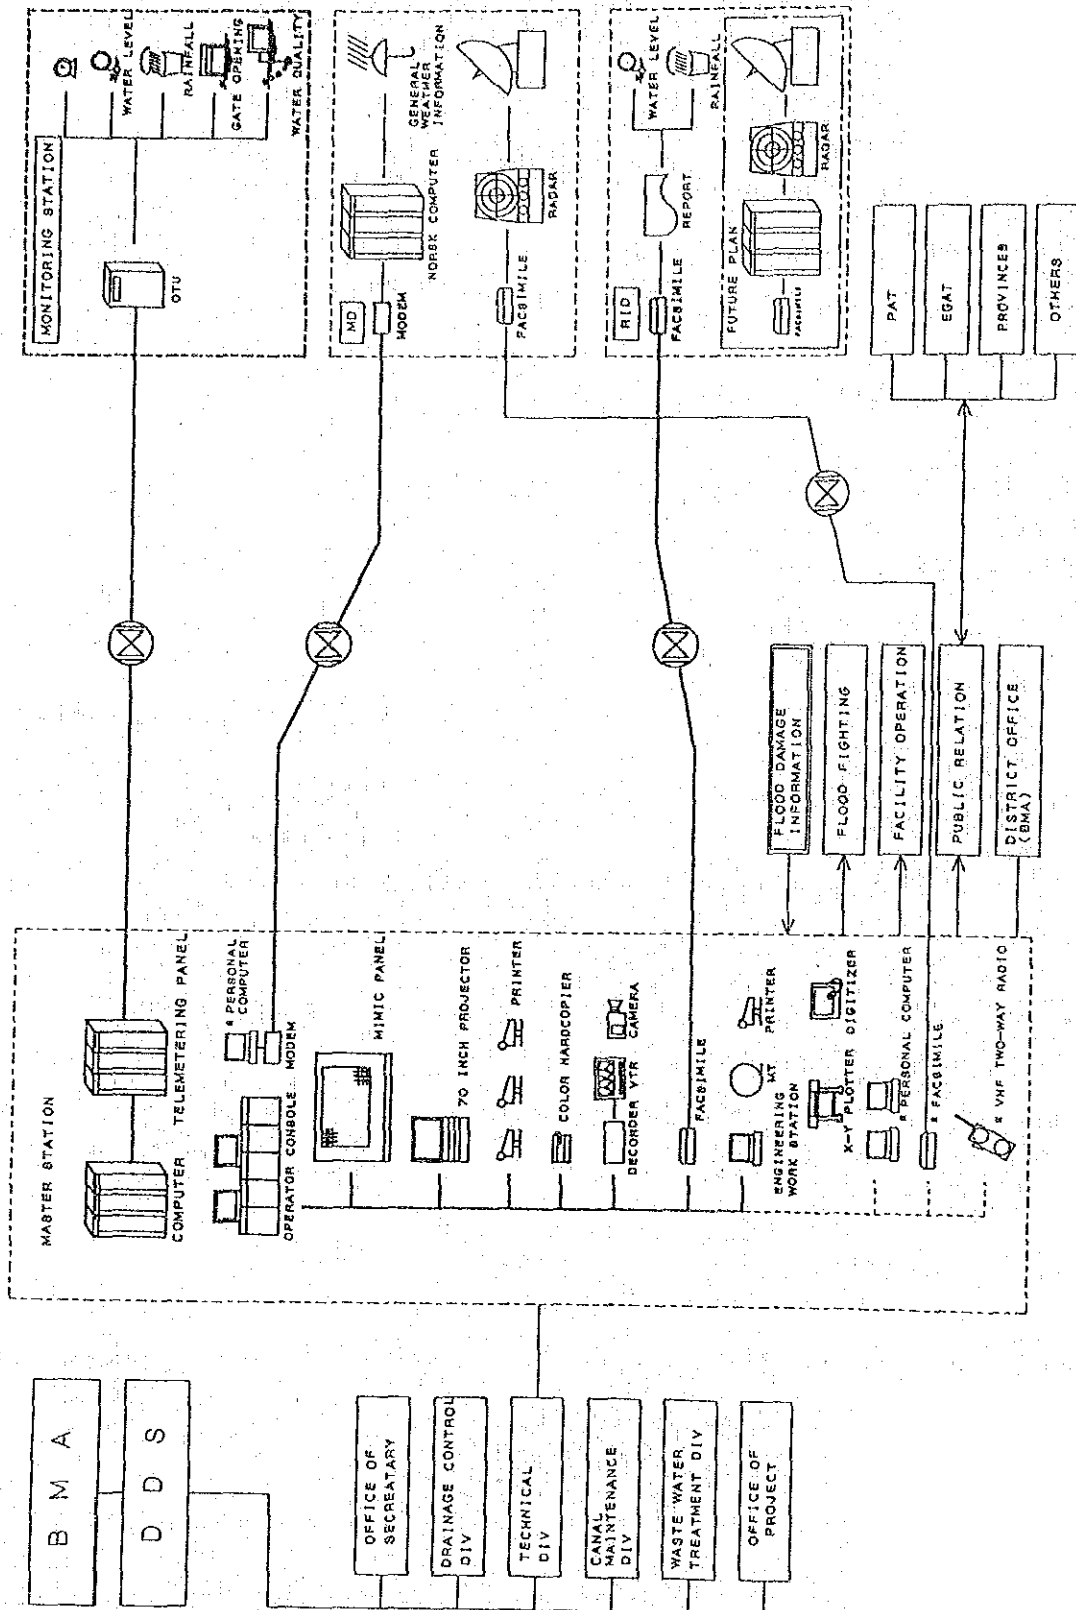 B M A
D D S
OFFICE OF
SECREATARY
DRAINAGE CONTROL
DIV
TECHNICAL
DIV
CANAL
MAINTENANCE
DIV
WASTE WATER
TREATMENT DIV
OFFICE OF
PROJECT
MASTER STATION
COMPUTER
TELEMETERING PANEL
OPERATOR CONSOLE
* PERSONAL
COMPUTER
MODEM
MIMIC PANEL
70 INCH PROJECTOR
PRINTER
COLOR HARDCOPIER
DECORDER
VTR
CAMERA
FACSIMILE
ENGINEERING
WORK STATION
MT
PRINTER
X-Y PLOTTER
DIGITIZER
* PERSONAL COMPUTER
* FACSIMILE
* VHF TWO-WAY RADIO
FLOOD DAMAGE
INFORMATION
FLOOD FIGHTING
FACILITY OPERATION
PUBLIC RELATION
DISTRICT OFFICE
(BMA)
MONITORING STATION
OTU
WATER LEVEL
RAINFALL
GATE OPENING
WATER QUALITY
MD
MODEM
NORSK COMPUTER
GENERAL
WEATHER
INFORMATION
FACSIMILE
RADAR
RID
FACSIMILE
REPORT
WATER LEVEL
RAINFALL
FUTURE PLAN
FACSIMILE
RADAR
PAT
EGAT
PROVINCES
OTHERS